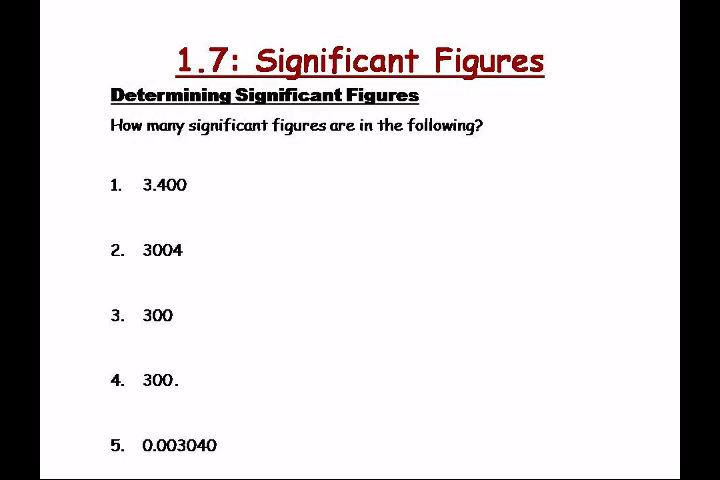 1.7: Significant Figures
Determining Significant Figures
How many significant figures are in the following?
1. 3.400
2. 3004
3. 300
4. 300.
5. 0.003040